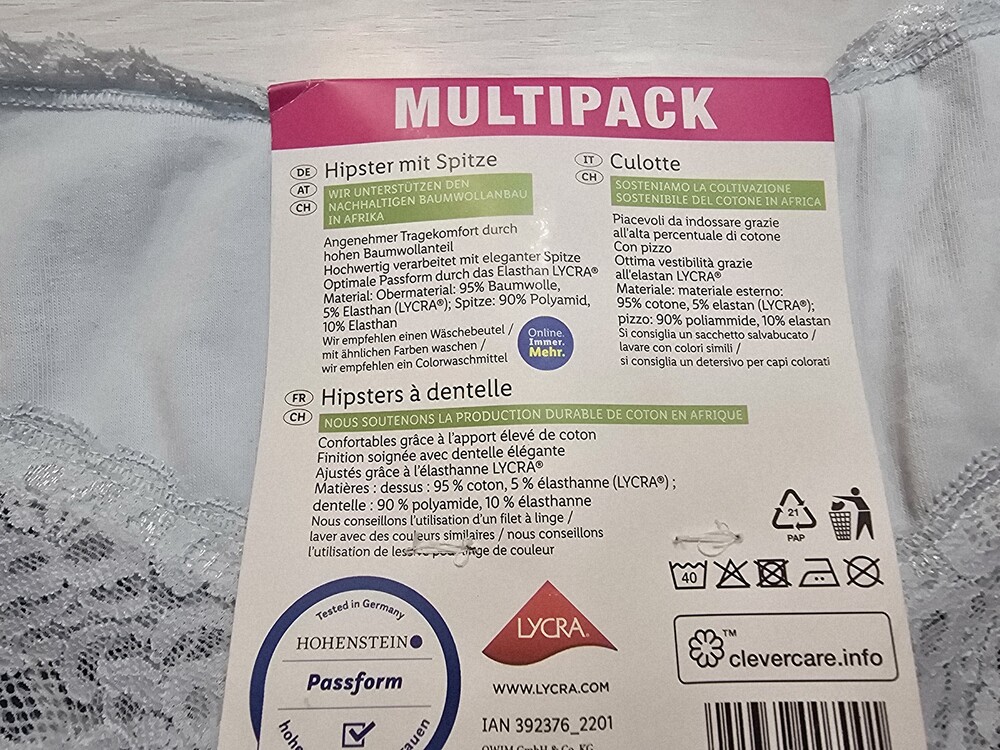 MULTIPACK
DE AT CH
Hipster mit Spitze
WIR UNTERSTÜTZEN DEN
NACHHALTIGEN BAUMWOLLANBAU
IN AFRIKA
Angenehmer Tragekomfort durch
hohen Baumwollanteil
Hochwertig verarbeitet mit eleganter Spitze
Optimale Passform durch das Elasthan LYCRA®
Material: Obermaterial: 95% Baumwolle,
5% Elasthan (LYCRA®); Spitze: 90% Polyamid,
10% Elasthan
Wir empfehlen einen Wäschebeutel /
mit ähnlichen Farben waschen /
wir empfehlen ein Colorwaschmittel
Online.
Immer.
Mehr.
IT CH
Culotte
SOSTENIAMO LA COLTIVAZIONE
SOSTENIBILE DEL COTONE IN AFRICA
Piacevoli da indossare grazie
all'alta percentuale di cotone
Con pizzo
Ottima vestibilità grazie
all'elastan LYCRA®
Materiale: materiale esterno:
95% cotone, 5% elastan (LYCRA®);
pizzo: 90% poliammide, 10% elastan
Si consiglia un sacchetto salvabucato /
lavare con colori simili /
si consiglia un detersivo per capi colorati
FR CH
Hipsters à dentelle
NOUS SOUTENONS LA PRODUCTION DURABLE DE COTON EN AFRIQUE
Confortables grâce à l'apport élevé de coton
Finition soignée avec dentelle élégante
Ajustés grâce à l'élasthanne LYCRA®
Matières : dessus : 95 % coton, 5 % élasthanne (LYCRA®) ;
dentelle : 90 % polyamide, 10 % élasthanne
Nous conseillons l'utilisation d'un filet à linge /
laver avec des couleurs similaires / nous conseillons
l'utilisation de linge de couleur
21
PAP
40
Tested in Germany
HOHENSTEIN
Passform
LYCRA®
WWW.LYCRA.COM
IAN 392376_2201
OWIM GmbH & Co. KG
™
clevercare.info